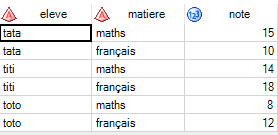 eleve matiere note
tata maths 15
tata français 10
titi maths 14
titi français 18
toto maths 8
toto français 12